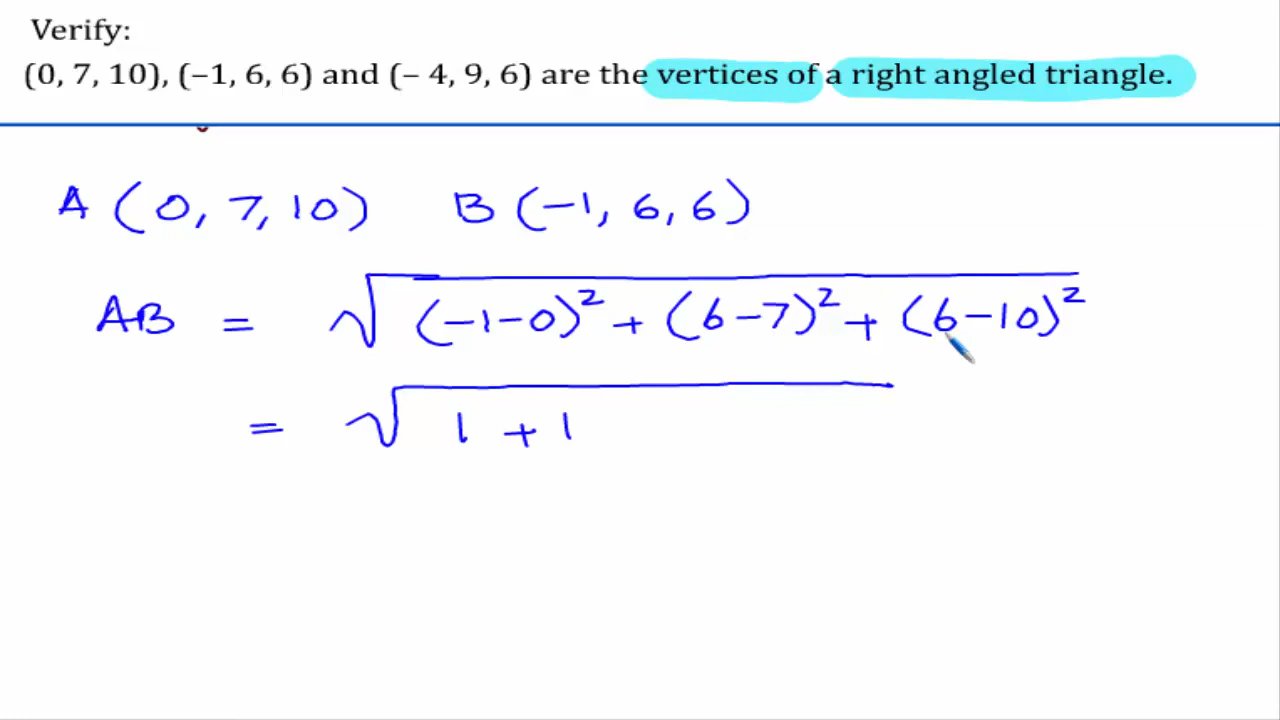 Verify:
(0, 7, 10), (−1, 6, 6) and (− 4, 9, 6) are the vertices of a right angled triangle.
A (0, 7, 10) B (−1, 6, 6)
AB = √(−1−0)² + (6−7)² + (6−10)²
= √1 + 1